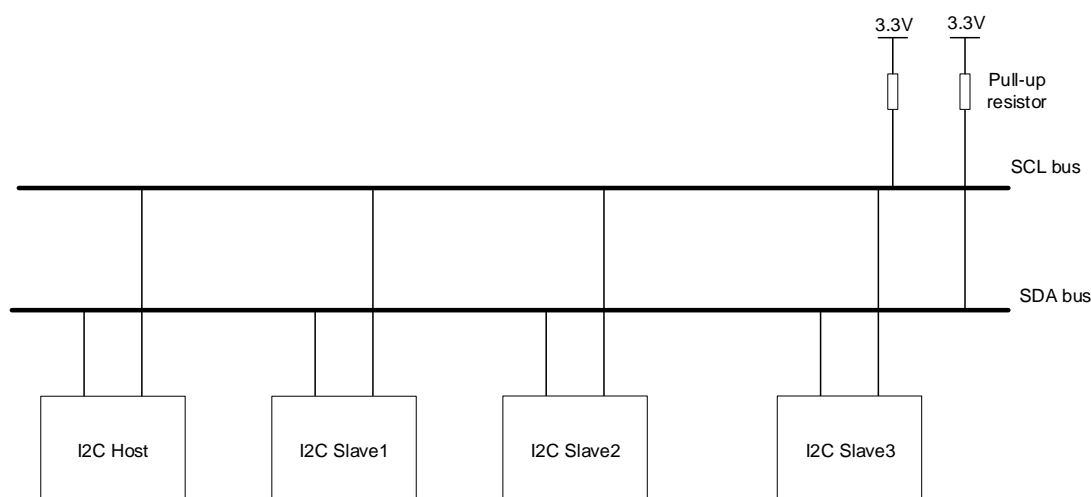 3.3V
3.3V
Pull-up
resistor
SCL bus
SDA bus
I2C Host
I2C Slave1
I2C Slave2
I2C Slave3